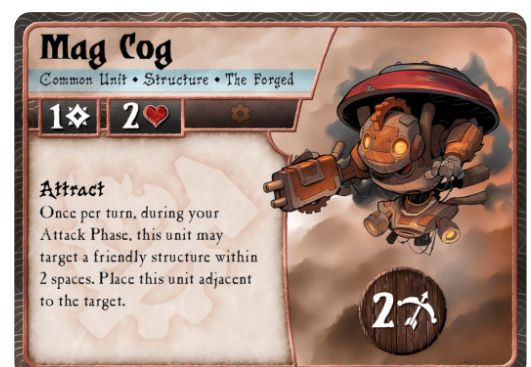 Mag Cog
Common Unit • Structure • The Forged
1 2
Attract
Once per turn, during your
Attack Phase, this unit may
target a friendly structure within
2 spaces. Place this unit adjacent
to the target.
2